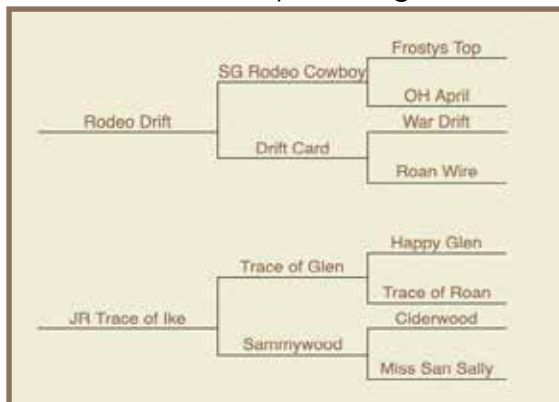 Frostys Top
SG Rodeo Cowboy
OH April
Rodeo Drift
War Drift
Drift Card
Roan Wire
Happy Glen
Trace of Glen
Trace of Roan
JR Trace of Ike
Ciderwood
Sammywood
Miss San Sally